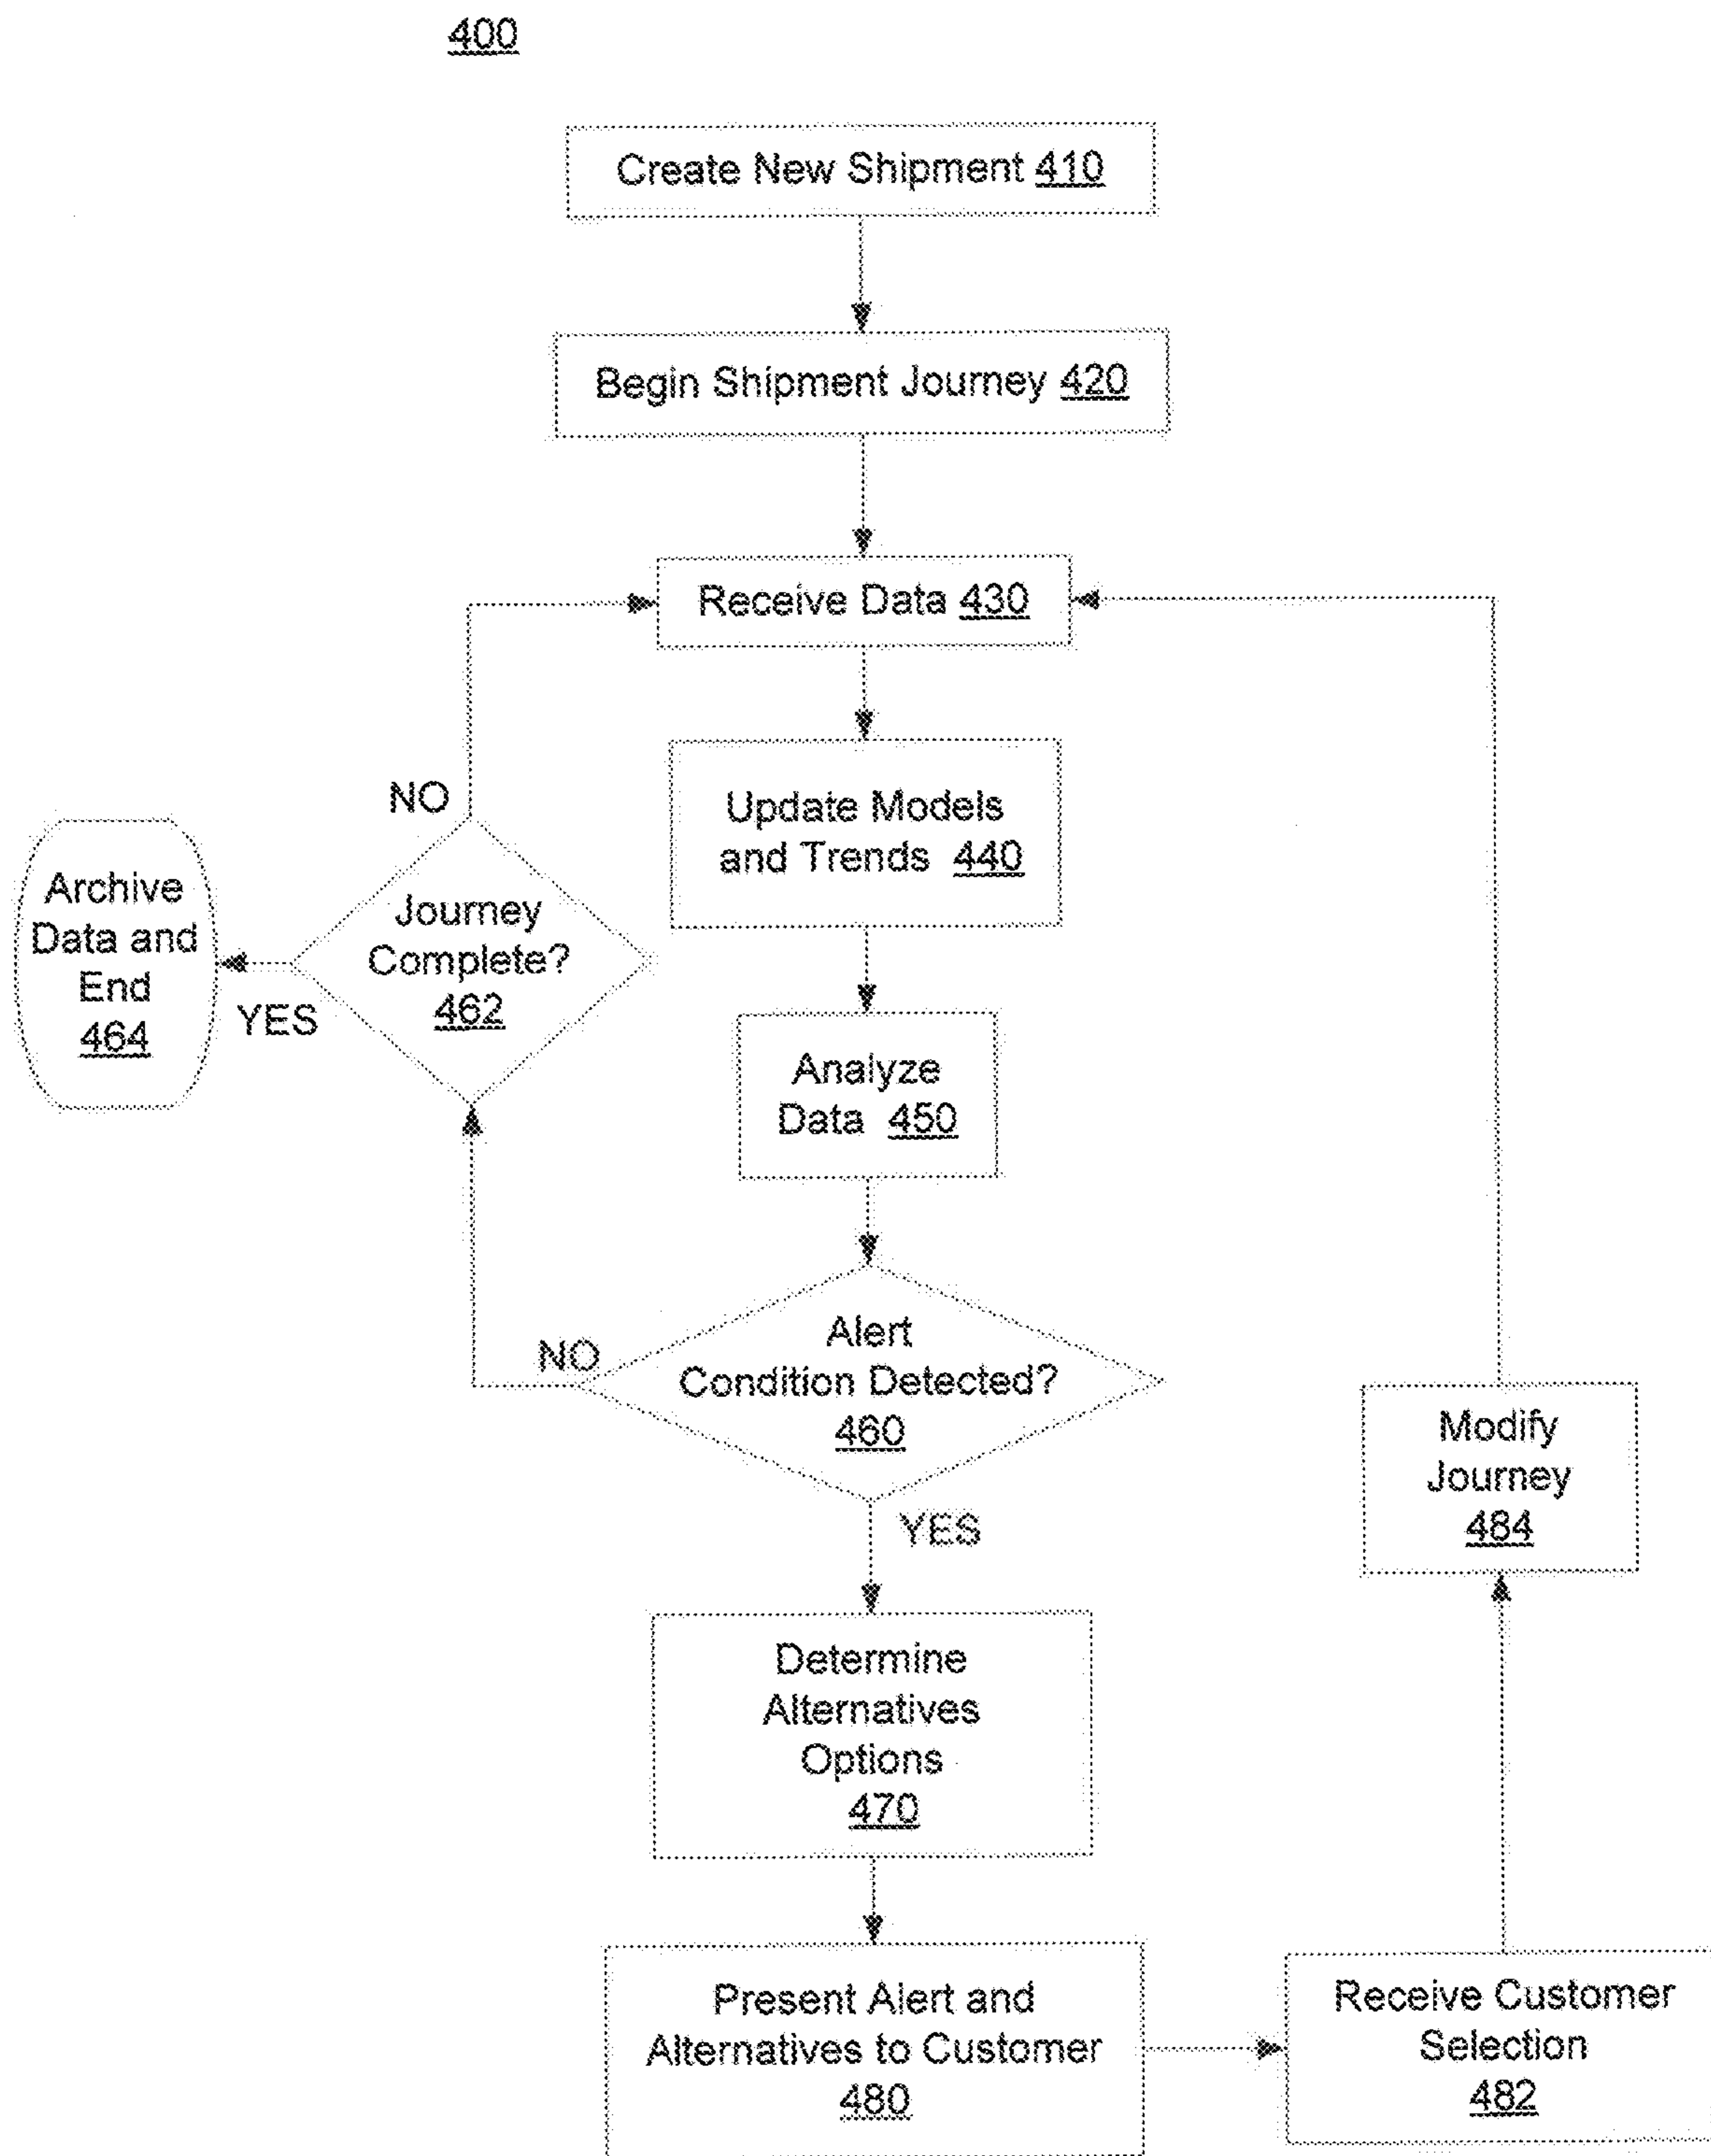 400
Create New Shipment 410
Begin Shipment Journey 420
Receive Data 430
Update Models
and Trends 440
NO
Archive
Data and
End
464
YES
Journey
Complete?
462
Analyze
Data 450
NO
Alert
Condition Detected?
460
YES
Modify
Journey
484
Determine
Alternatives
Options
470
Present Alert and
Alternatives to Customer
480
Receive Customer
Selection
482